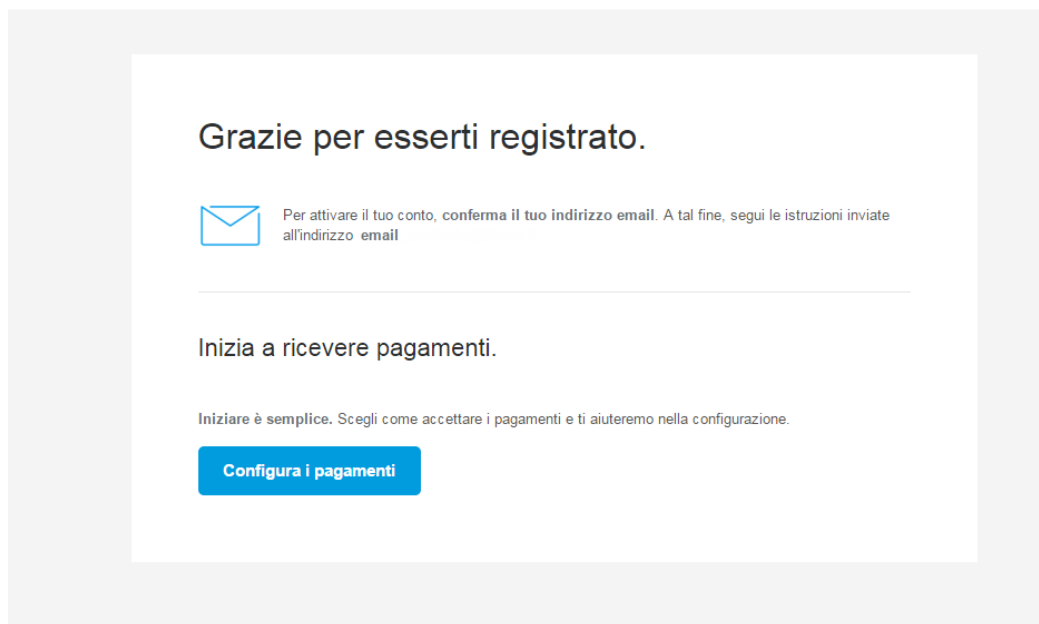 Grazie per esserti registrato.
Per attivare il tuo conto, conferma il tuo indirizzo email. A tal fine, segui le istruzioni inviate
all'indirizzo email
Inizia a ricevere pagamenti.
Iniziare è semplice. Scegli come accettare i pagamenti e ti aiuteremo nella configurazione.
Configura i pagamenti